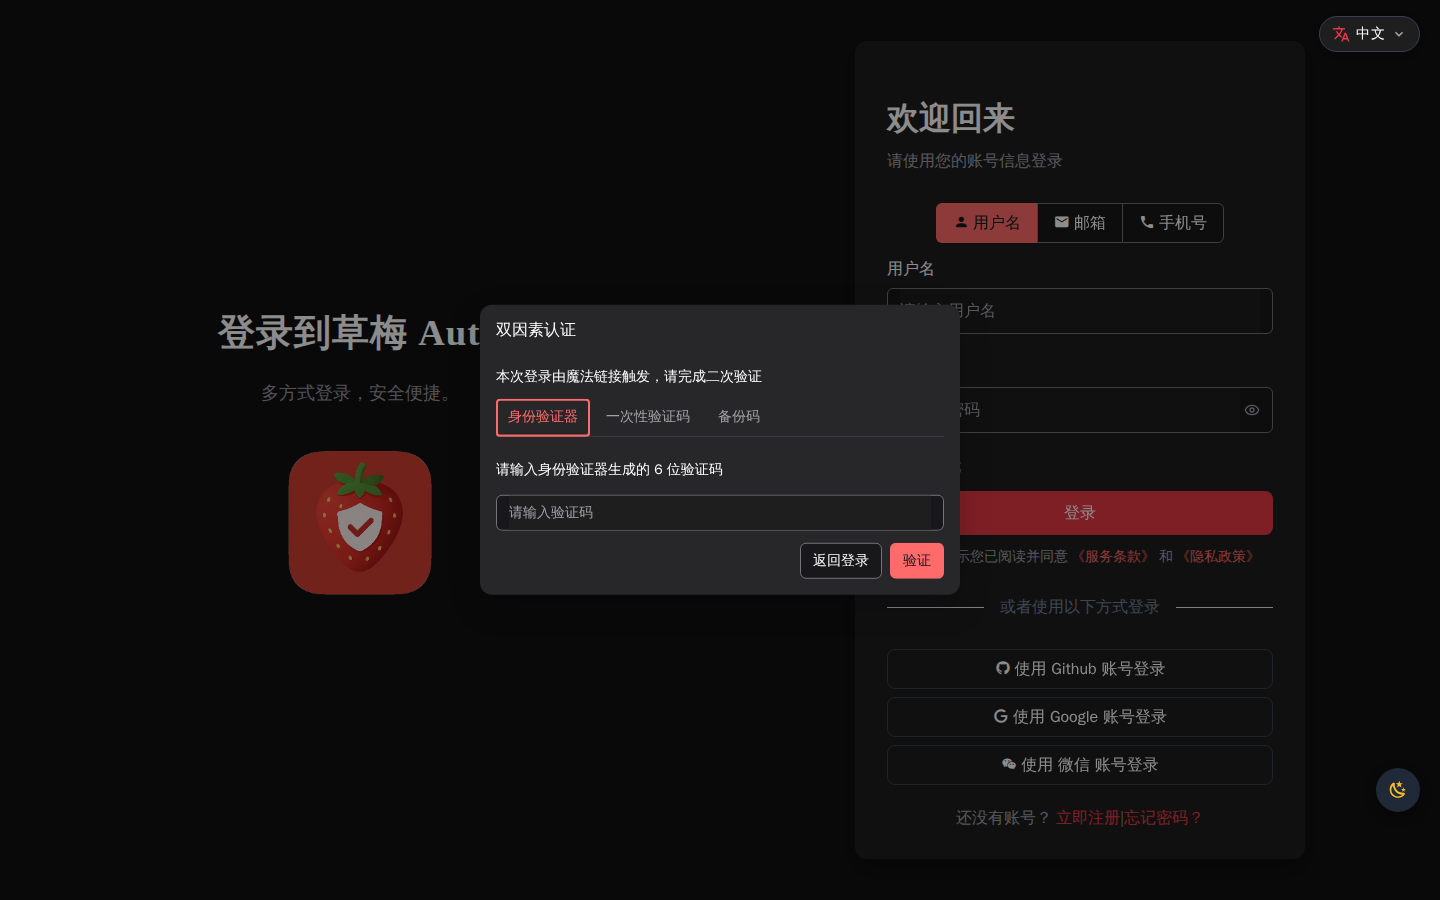 中文
欢迎回来
请使用您的账号信息登录
用户名
邮箱
手机号
用户名
用户名
登录到草梅 Aut
多方式登录，安全便捷。
双因素认证
本次登录由魔法链接触发，请完成二次验证
身份验证器
一次性验证码
备份码
请输入身份验证器生成的 6 位验证码
请输入验证码
返回登录
验证
密码
登录
示您已阅读并同意 《服务条款》 和 《隐私政策》
或者使用以下方式登录
使用 Github 账号登录
使用 Google 账号登录
使用 微信 账号登录
还没有账号？ 立即注册|忘记密码？